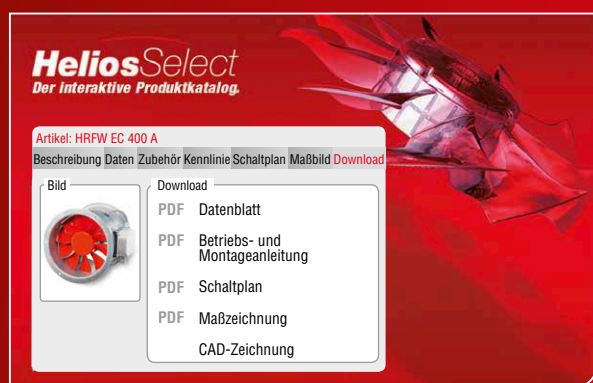 HeliosSelect
Der interaktive Produktkatalog.
Artikel: HRFW EC 400 A
Beschreibung Daten Zubehör Kennlinie Schaltplan Maßbild Download
Bild
Download
PDF Datenblatt
PDF Betriebs- und
Montageanleitung
PDF Schaltplan
PDF Maßzeichnung
CAD-Zeichnung